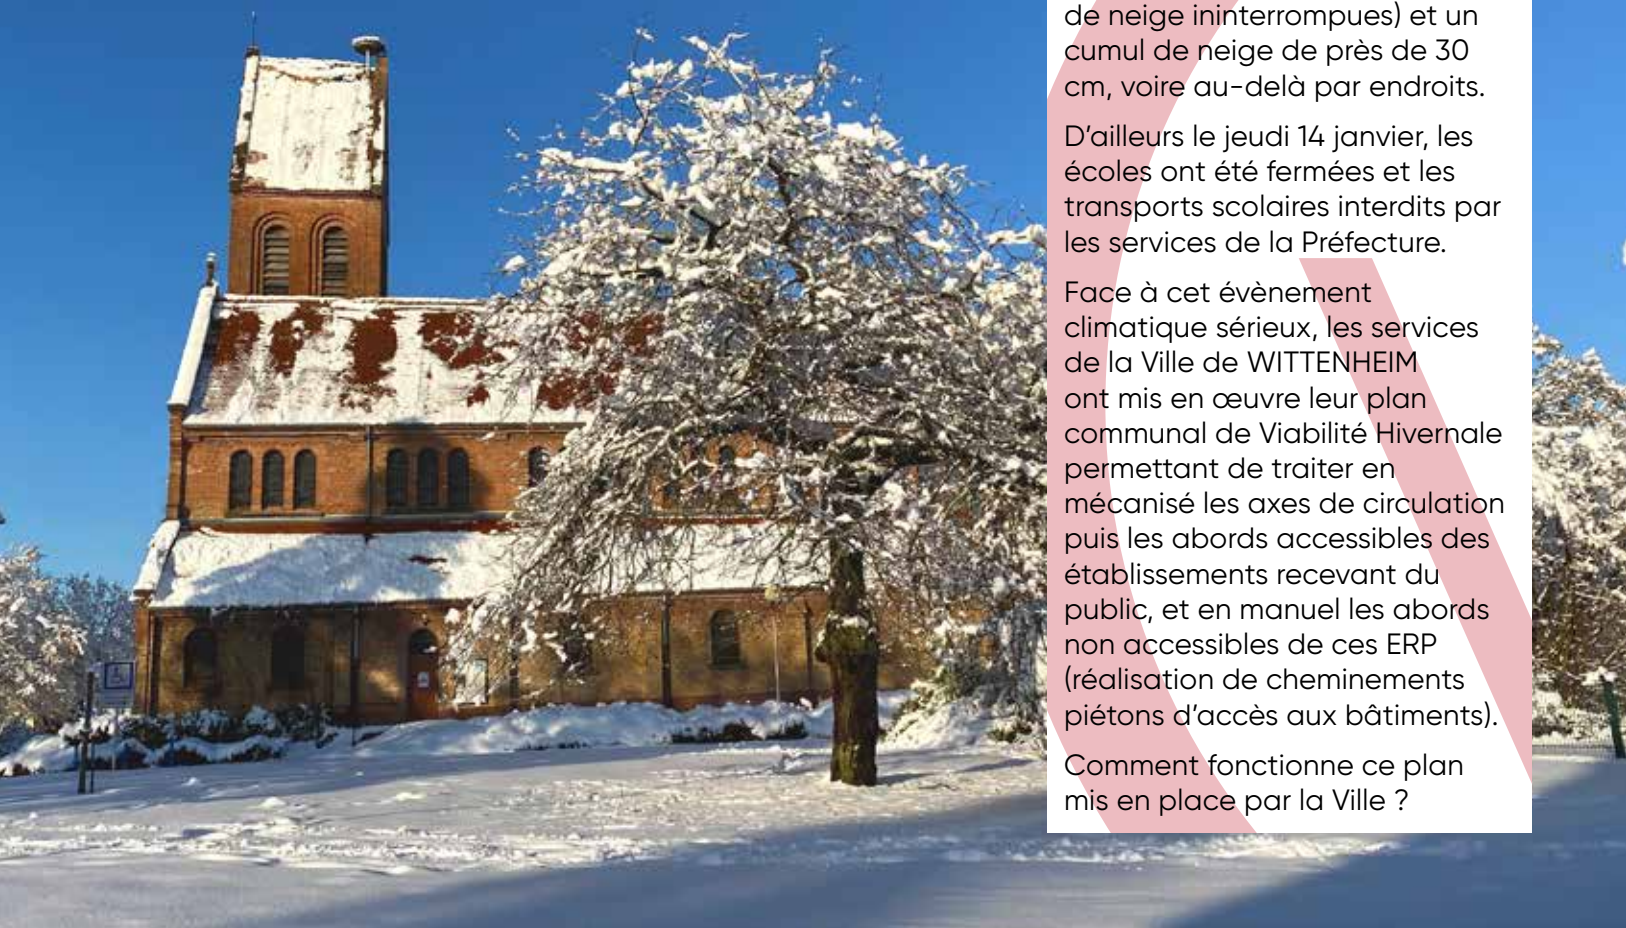 de neige ininterrompues) et un
cumul de neige de près de 30
cm, voire au-delà par endroits.
D'ailleurs le jeudi 14 janvier, les
écoles ont été fermées et les
transports scolaires interdits par
les services de la Préfecture.
Face à cet évènement
climatique sérieux, les services
de la Ville de WITTENHEIM
ont mis en œuvre leur plan
communal de Viabilité Hivernale
permettant de traiter en
mécanisé les axes de circulation
puis les abords accessibles des
établissements recevant du
public, et en manuel les abords
non accessibles de ces ERP
(réalisation de cheminements
piétons d'accès aux bâtiments).
Comment fonctionne ce plan
mis en place par la Ville ?